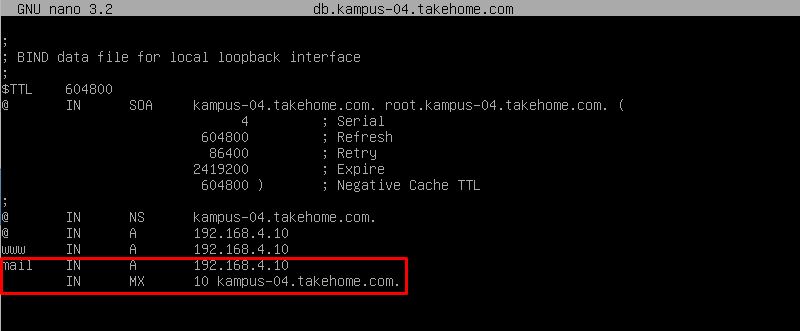 GNU nano 3.2 db.kampus-04.takehome.com
;
; BIND data file for local loopback interface
;
$TTL 604800
@ IN SOA kampus-04.takehome.com. root.kampus-04.takehome.com. (
4 ; Serial
604800 ; Refresh
86400 ; Retry
2419200 ; Expire
604800 ) ; Negative Cache TTL
;
@ IN NS kampus-04.takehome.com.
@ IN A 192.168.4.10
www IN A 192.168.4.10
mail IN A 192.168.4.10
IN MX 10 kampus-04.takehome.com.